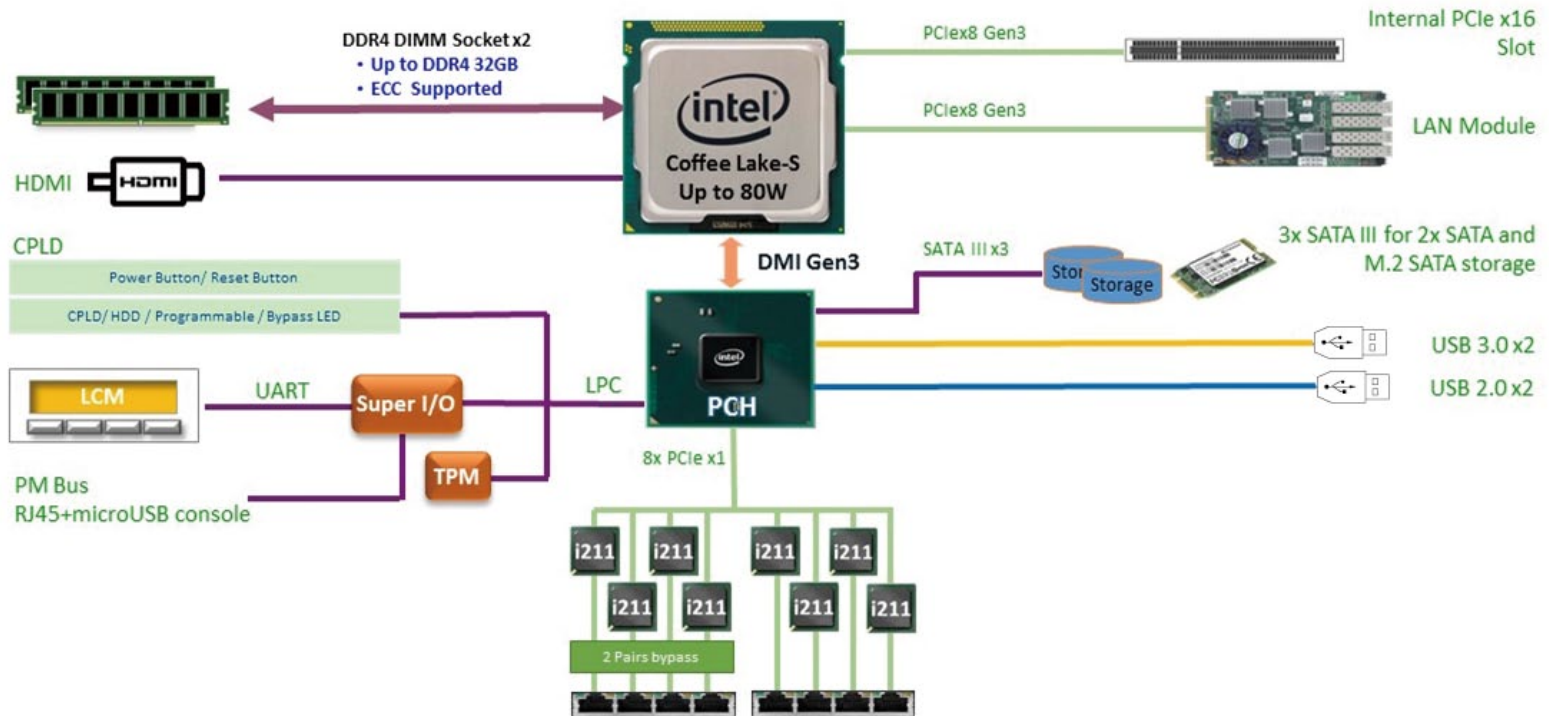 DDR4 DIMM Socket x2
• Up to DDR4 32GB
• ECC Supported
intel
Coffee Lake-S
Up to 80W
PCIex8 Gen3
Internal PCIe x16
Slot
PCIex8 Gen3
LAN Module
HDMI
HDMI
CPLD
Power Button/ Reset Button
CPLD/ HDD / Programmable / Bypass LED
DMI Gen3
SATA III x3
Storage
3x SATA III for 2x SATA and
M.2 SATA storage
intel
PCH
USB 3.0 x2
USB 2.0 x2
LCM
UART
Super I/O
LPC
TPM
PM Bus
RJ45+microUSB console
8x PCIe x1
i211
i211
i211
i211
i211
i211
i211
i211
2 Pairs bypass